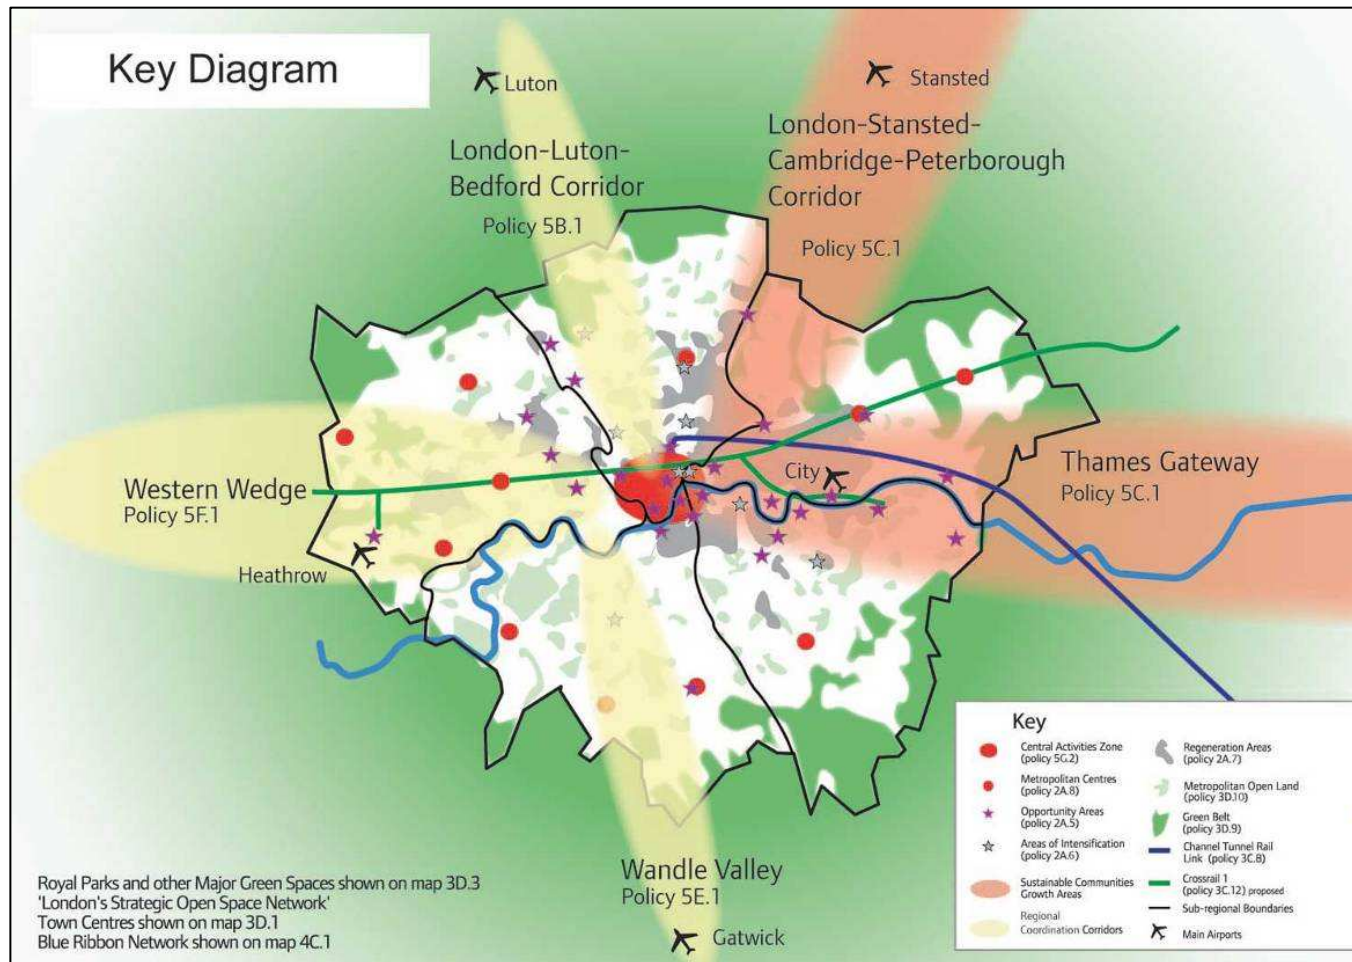 Key Diagram
Luton
Stansted
London-Luton-
Bedford Corridor
Policy 5B.1
London-Stansted-
Cambridge-Peterborough
Corridor
Policy 5C.1
Western Wedge
Policy 5F.1
Heathrow
City
Thames Gateway
Policy 5C.1
Wandle Valley
Policy 5E.1
Gatwick
Royal Parks and other Major Green Spaces shown on map 3D.3
'London's Strategic Open Space Network'
Town Centres shown on map 3D.1
Blue Ribbon Network shown on map 4C.1
Key
Central Activities Zone
(policy 5G.2)
Metropolitan Centres
(policy 2A.8)
Opportunity Areas
(policy 2A.5)
Areas of Intensification
(policy 2A.6)
Sustainable Communities
Growth Areas
Regional
Coordination Corridors
Regeneration Areas
(policy 2A.7)
Metropolitan Open Land
(policy 3D.10)
Green Belt
(policy 3D.9)
Channel Tunnel Rail
Link (policy 3C.8)
Crossrail 1
(policy 3C.12) proposed
Sub-regional Boundaries
Main Airports